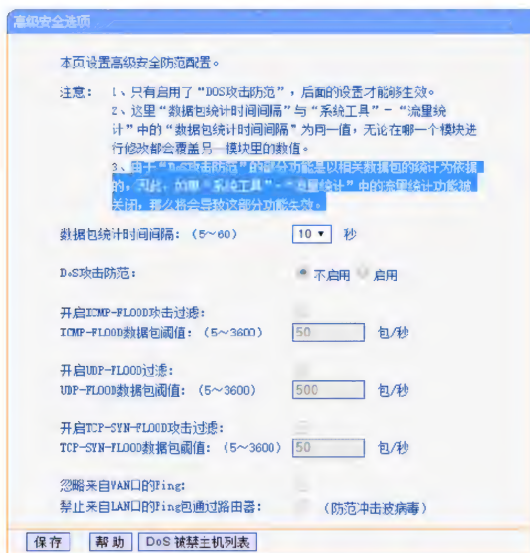 高级安全选项
本页设置高级安全防范配置。
注意： 1、只有启用了“DOS攻击防范”，后面的设置才能够生效。
2、这里“数据包统计时间间隔”与“系统工具”-“流量统
计”中的“数据包统计时间间隔”为同一值，无论在哪一个模块进
行修改都会覆盖另一模块里的数值。
3、由于“DoS攻击防范”的部分功能是以相关数据包的统计为依据
的，因此，如果“系统工具”-“流量统计”中的流量统计功能被
关闭，那么将会导致这部分功能失效。
数据包统计时间间隔：（5～60） 10 秒
DoS攻击防范： 不启用 启用
开启ICMP-FLOOD攻击过滤：
ICMP-FLOOD数据包阈值：（5～3600） 50 包/秒
开启UDP-FLOOD过滤：
UDP-FLOOD数据包阈值：（5～3600） 500 包/秒
开启TCP-SYN-FLOOD攻击过滤：
TCP-SYN-FLOOD数据包阈值：（5～3600） 50 包/秒
忽略来自WAN口的Ping：
禁止来自LAN口的Ping包通过路由器： （防范冲击波病毒）
保存 帮助 DoS被禁主机列表